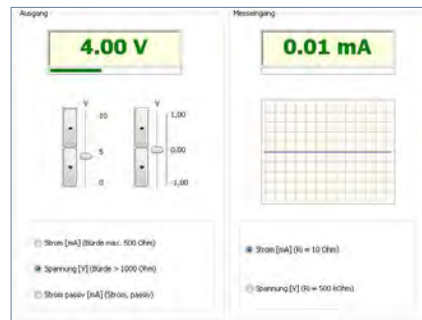 Ausgang
4.00 V
V
V
10
5
0
1,00
0,00
-1,00
Strom [mA] (Bürde max. 500 Ohm)
Spannung [V] (Bürde > 1000 Ohm)
Strom passiv [mA] (Strom, passiv)
Messeingang
0.01 mA
Strom [mA] (Ri = 10 Ohm)
Spannung [V] (Ri = 500 kOhm)